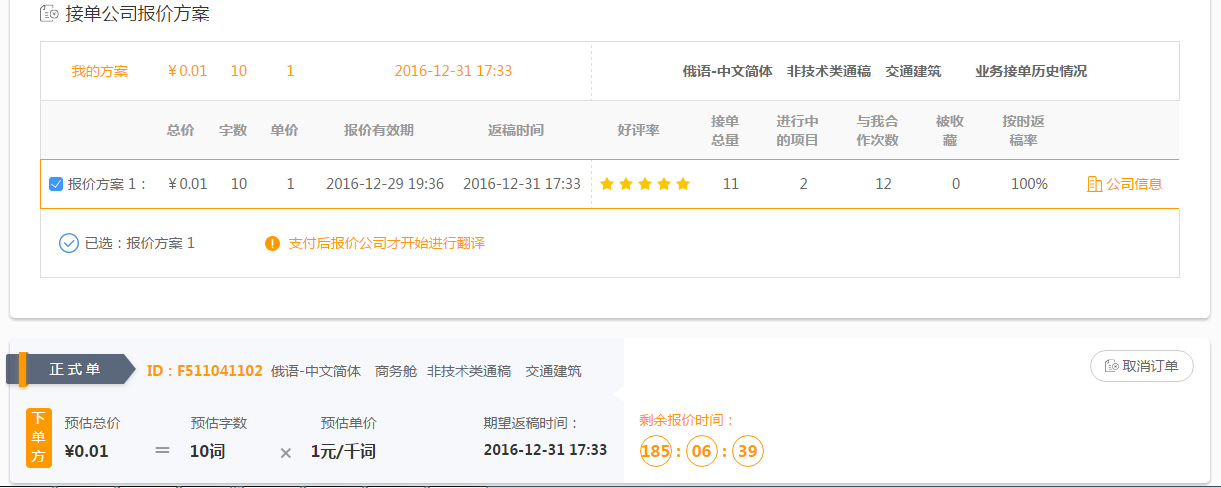 接单公司报价方案
我的方案 ￥0.01 10 1 2016-12-31 17:33 俄语-中文简体 非技术类通稿 交通建筑 业务接单历史情况
总价 字数 单价 报价有效期 返稿时间 好评率 接单总量 进行中的项目 与我合作次数 被收藏 按时返稿率
报价方案 1： ￥0.01 10 1 2016-12-29 19:36 2016-12-31 17:33 11 2 12 0 100% 公司信息
已选：报价方案 1 支付后报价公司才开始进行翻译
正式单 ID：F511041102 俄语-中文简体 商务舱 非技术类通稿 交通建筑 取消订单
下单方 预估总价 预估字数 预估单价 期望返稿时间： 剩余报价时间：
¥0.01 = 10词 × 1元/千词 2016-12-31 17:33 185 : 06 : 39